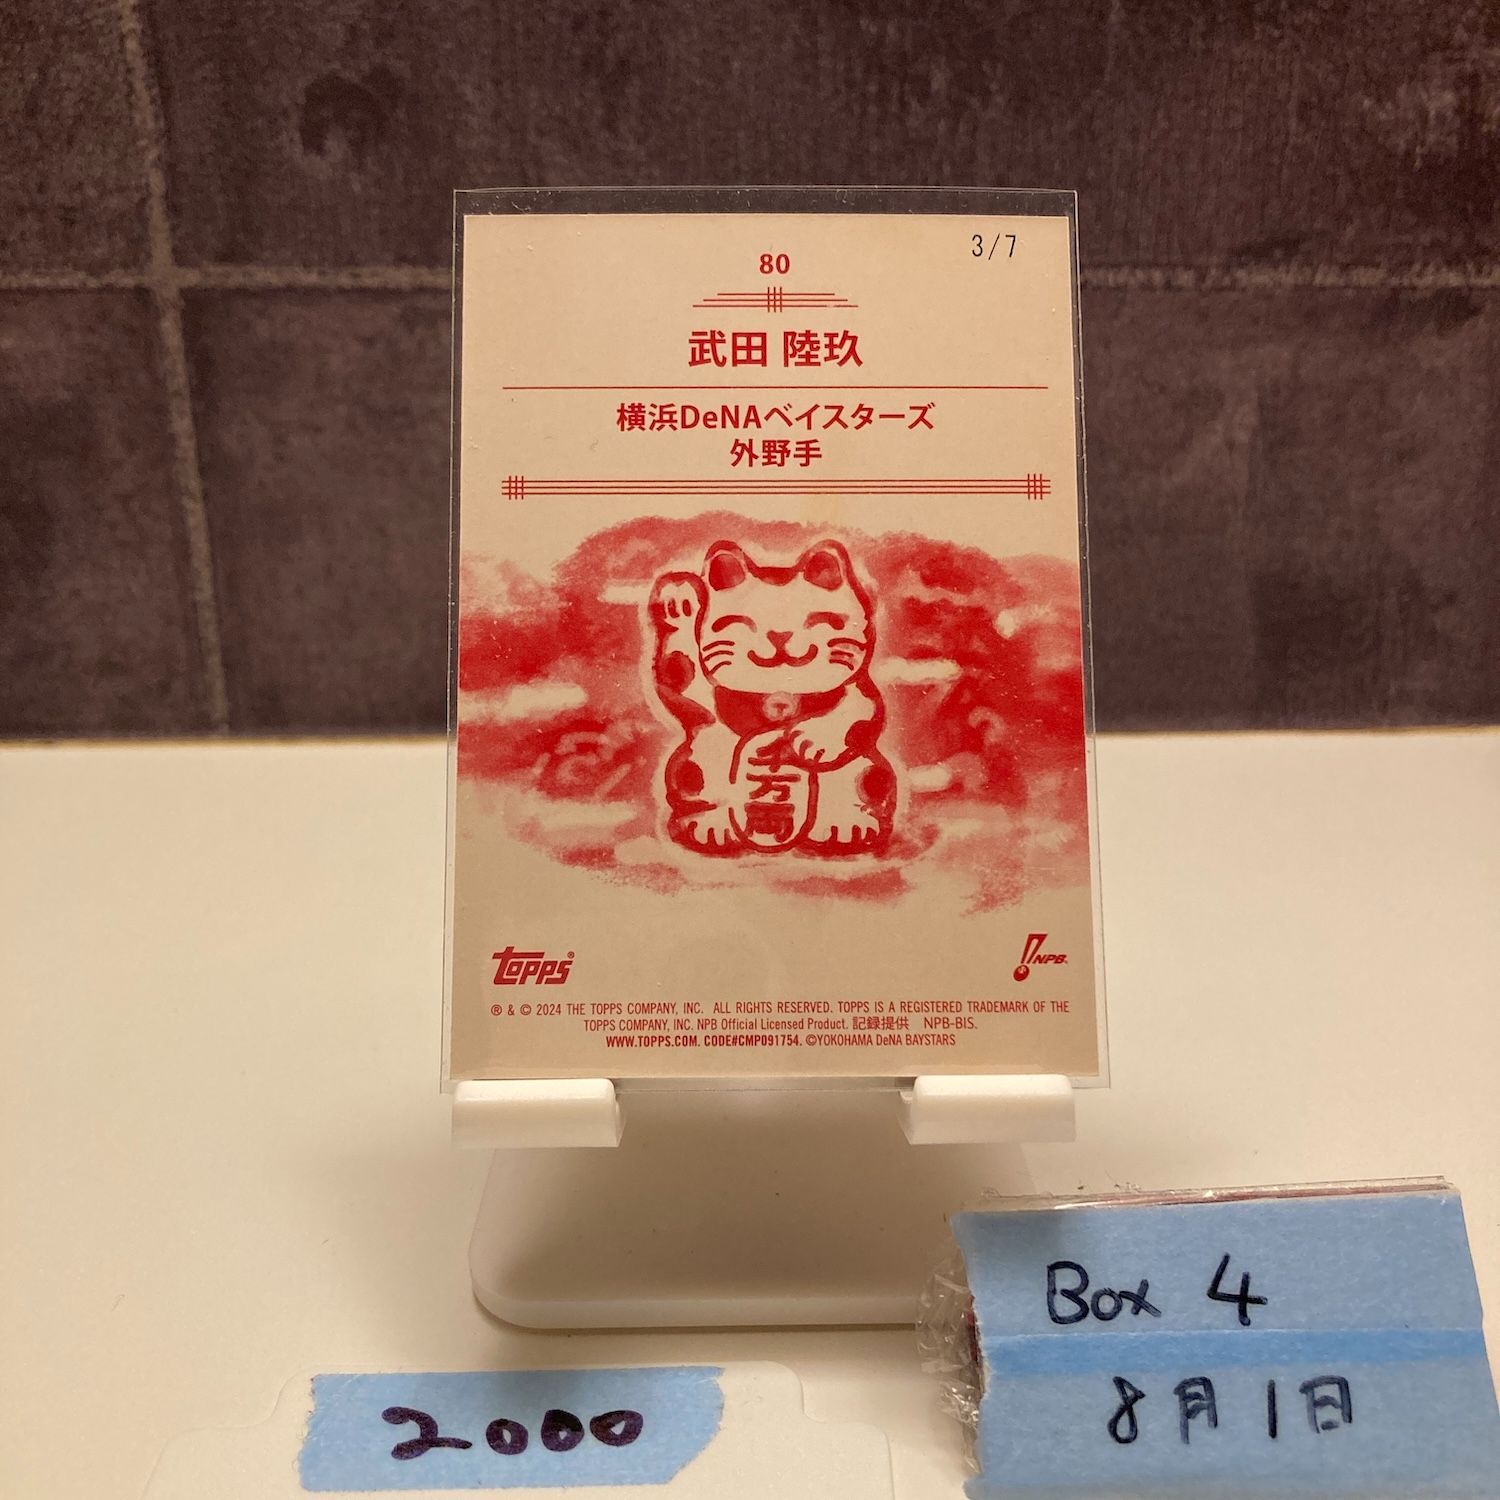 3/7
80
武田 陸玖
横浜DeNAベイスターズ
外野手
千万両
TOPPS®
NPB®
® & © 2024 THE TOPPS COMPANY, INC. ALL RIGHTS RESERVED. TOPPS IS A REGISTERED TRADEMARK OF THE
TOPPS COMPANY, INC. NPB Official Licensed Product. 記録提供 NPB-BIS.
WWW.TOPPS.COM. CODE#CMP091754. ©YOKOHAMA DeNA BAYSTARS
Box 4
8月1日
2000